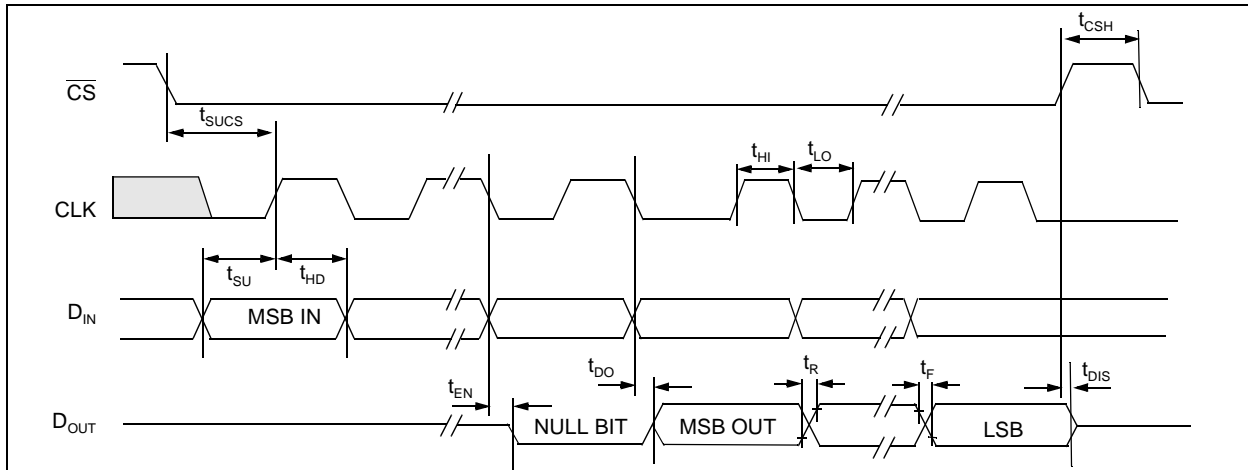 tCSH
CS
tSUCS
tHI
tLO
CLK
tSU
tHD
DIN
MSB IN
tEN
tDO
tR
tF
tDIS
DOUT
NULL BIT
MSB OUT
LSB